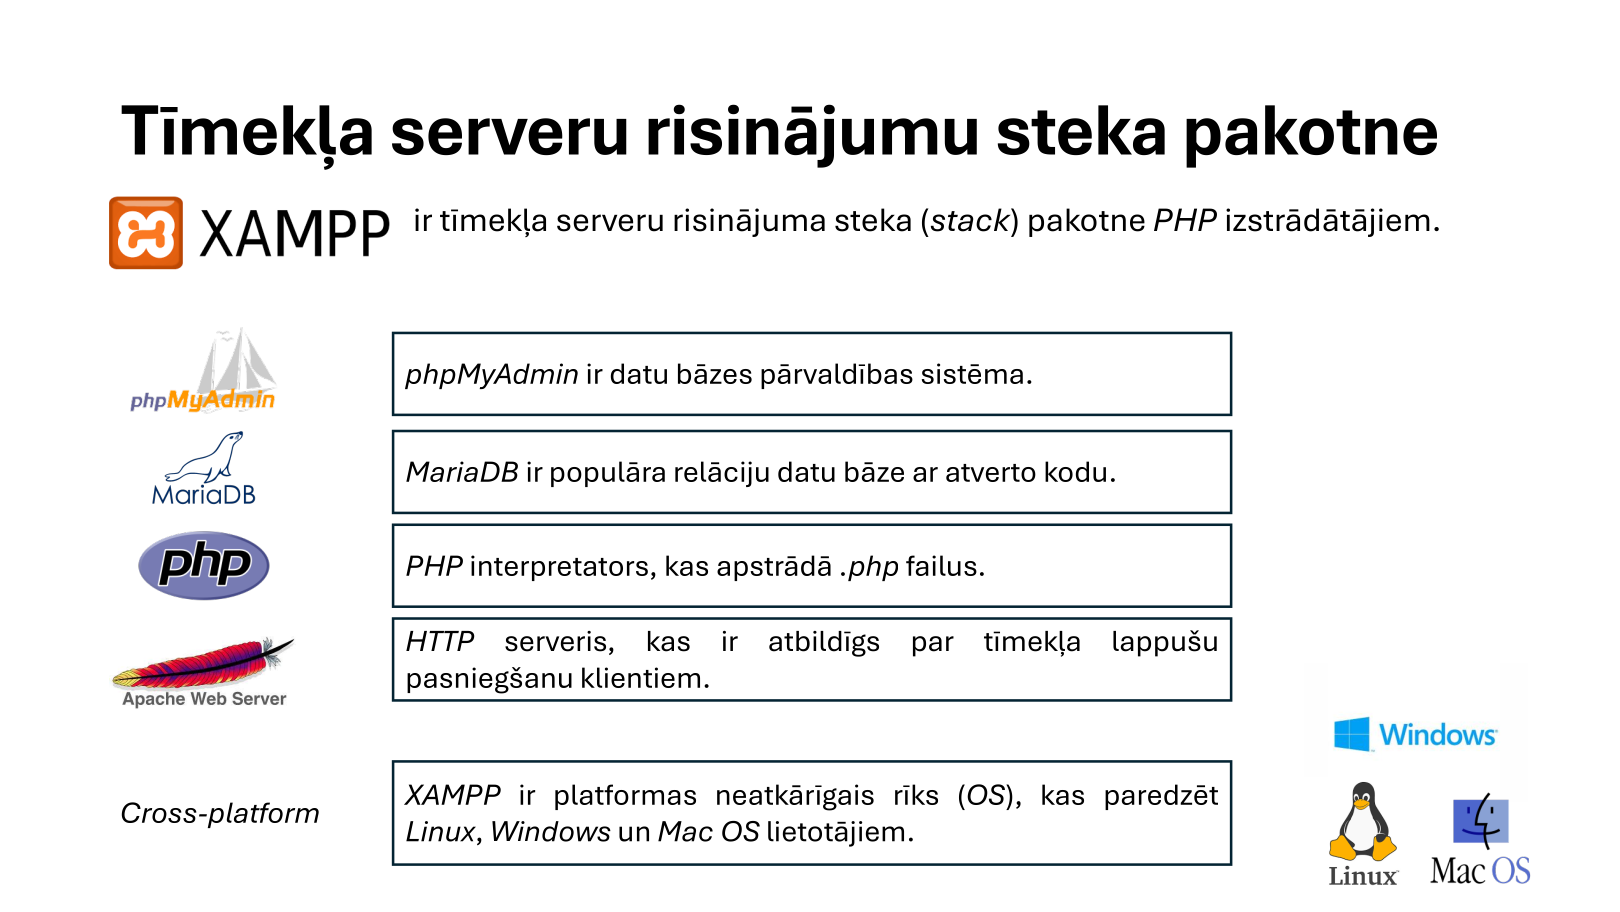 Tīmekļa serveru risinājumu steka pakotne
XAMPP ir tīmekļa serveru risinājuma steka (stack) pakotne PHP izstrādātājiem.
phpMyAdmin
phpMyAdmin ir datu bāzes pārvaldības sistēma.
MariaDB
MariaDB ir populāra relāciju datu bāze ar atverto kodu.
php
PHP interpretators, kas apstrādā .php failus.
Apache Web Server
HTTP serveris, kas ir atbildīgs par tīmekļa lappušu
pasniegšanu klientiem.
Cross-platform
XAMPP ir platformas neatkārīgais rīks (OS), kas paredzēt
Linux, Windows un Mac OS lietotājiem.
Windows
Linux
Mac OS